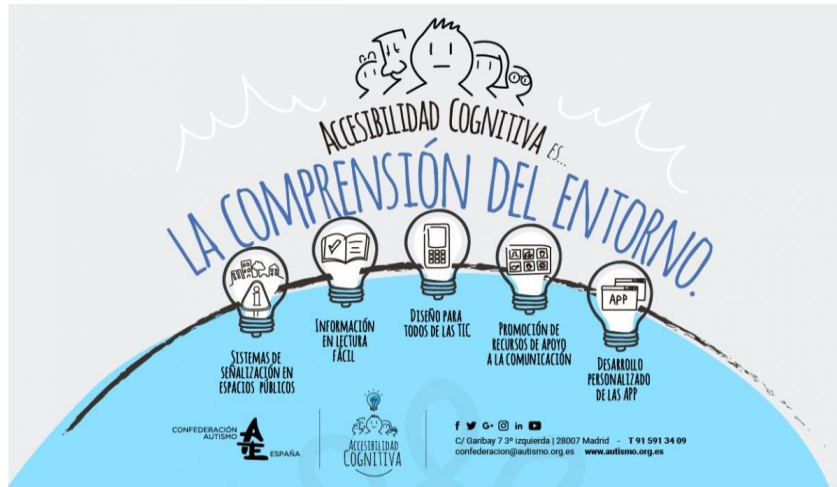 ACCESIBILIDAD COGNITIVA ES...
LA COMPRENSIÓN DEL ENTORNO.
SISTEMAS DE
SEÑALIZACIÓN EN
ESPACIOS PÚBLICOS
INFORMACIÓN
EN LECTURA
FÁCIL
DISEÑO PARA
TODOS DE LAS TIC
PROMOCIÓN DE
RECURSOS DE APOYO
A LA COMUNICACIÓN
APP
DESARROLLO
PERSONALIZADO
DE LAS APP
CONFEDERACIÓN
AUTISMO
AE
ESPAÑA
ACCESIBILIDAD
COGNITIVA
C/ Garibay 7 3º izquierda | 28007 Madrid - T 91 591 34 09
confederacion@autismo.org.es www.autismo.org.es